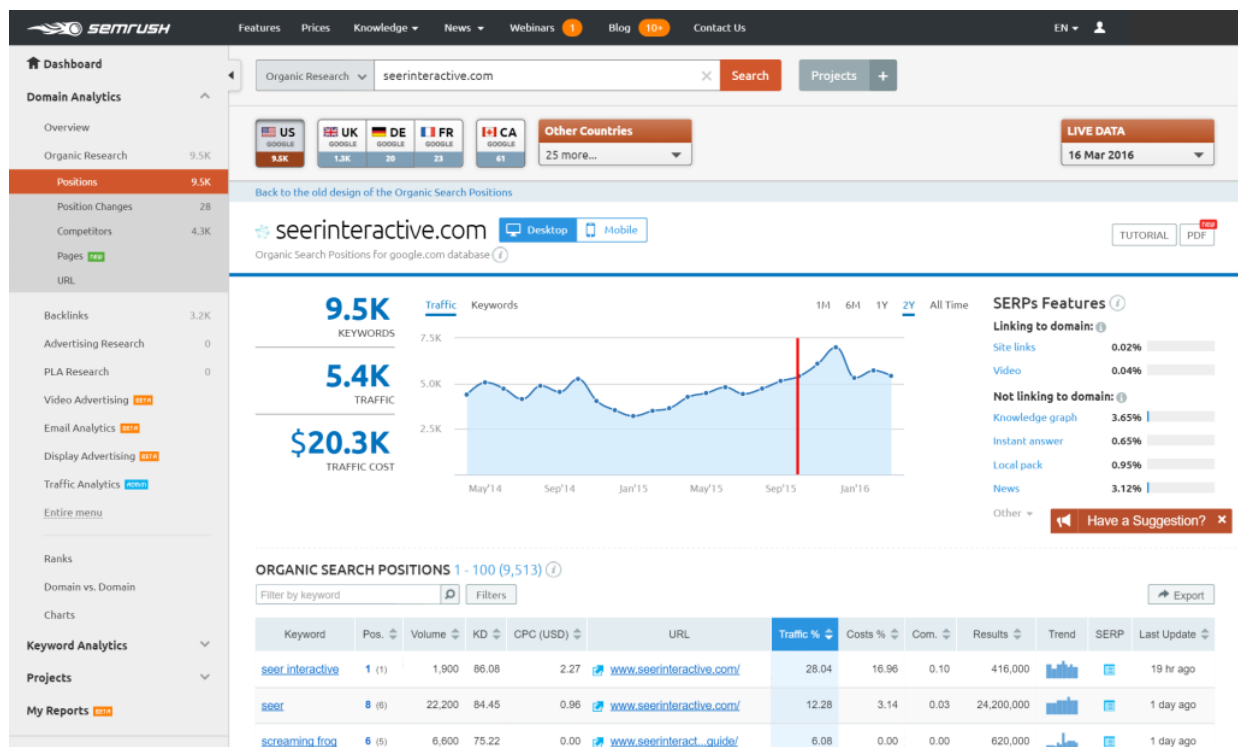 semrush
Features Prices Knowledge News Webinars 1 Blog 10+ Contact Us EN
Dashboard
Domain Analytics
Overview
Organic Research 9.5K
Positions 9.5K
Position Changes 28
Competitors 4.3K
Pages new
URL
Backlinks 3.2K
Advertising Research 0
PLA Research 0
Video Advertising BETA
Email Analytics BETA
Display Advertising BETA
Traffic Analytics ADMIN
Entire menu
Ranks
Domain vs. Domain
Charts
Keyword Analytics
Projects
My Reports BETA
Organic Research seerinteractive.com × Search Projects +
US GOOGLE 9.5K
UK GOOGLE 1.3K
DE GOOGLE 20
FR GOOGLE 23
CA GOOGLE 61
Other Countries
25 more...
LIVE DATA
16 Mar 2016
Back to the old design of the Organic Search Positions
seerinteractive.com Desktop Mobile
TUTORIAL PDF new
Organic Search Positions for google.com database i
9.5K
KEYWORDS
5.4K
TRAFFIC
$20.3K
TRAFFIC COST
Traffic Keywords 1M 6M 1Y 2Y All Time
7.5K
5.0K
2.5K
May'14 Sep'14 Jan'15 May'15 Sep'15 Jan'16
SERPs Features i
Linking to domain: i
Site links 0.02%
Video 0.04%
Not linking to domain: i
Knowledge graph 3.65%
Instant answer 0.65%
Local pack 0.95%
News 3.12%
Other
Have a Suggestion? ×
ORGANIC SEARCH POSITIONS 1 - 100 (9,513) i
Filter by keyword Filters Export
Keyword Pos. Volume KD CPC (USD) URL Traffic % Costs % Com. Results Trend SERP Last Update
seer interactive 1 (1) 1,900 86.08 2.27 www.seerinteractive.com/ 28.04 16.96 0.10 416,000 19 hr ago
seer 8 (6) 22,200 84.45 0.96 www.seerinteractive.com/ 12.28 3.14 0.03 24,200,000 1 day ago
screaming frog 6 (5) 6,600 75.22 0.00 www.seerinteract...guide/ 6.08 0.00 0.00 620,000 1 day ago